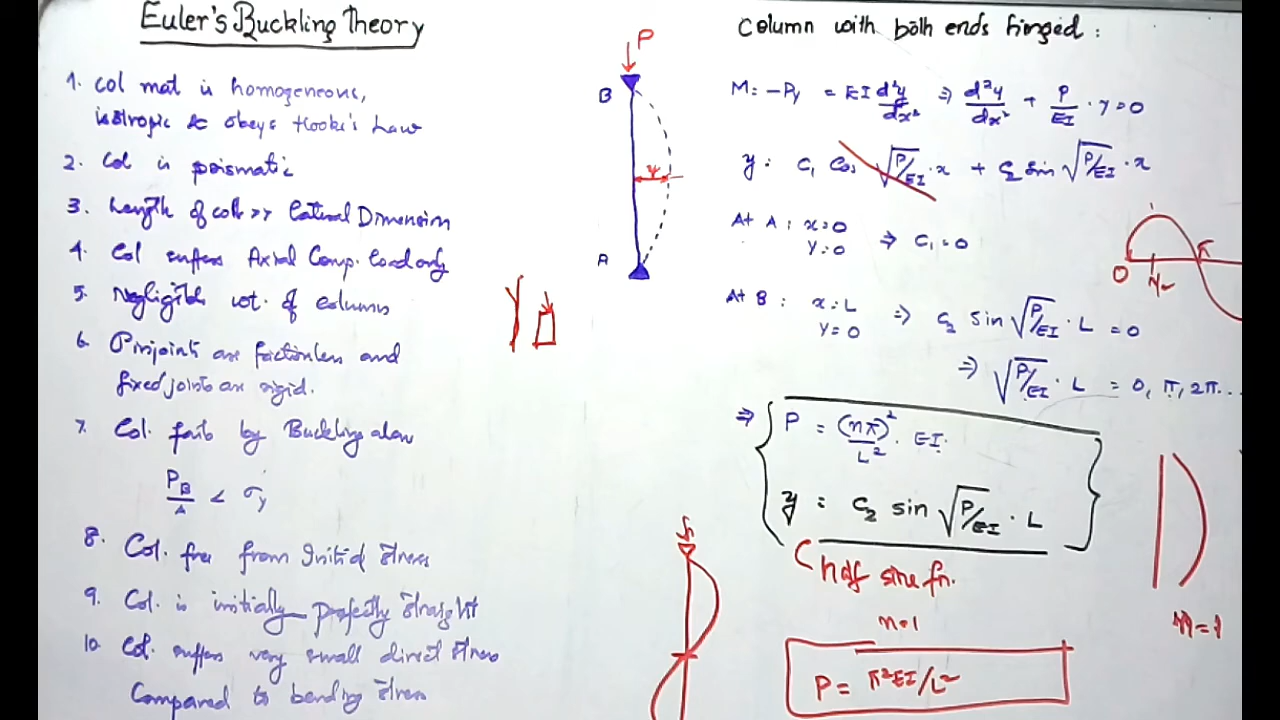 Euler's Buckling Theory
1. Col mat is homogeneous,
isotropic & obeys Hooke's Law
2. Col is prismatic
3. Length of col >> lateral Dimension
4. Col suffers Axial Comp. load only
5. Negligible wt. of column
6. Pinjoints are frictionless and
fixed joints are rigid.
7. Col. fails by Buckling alone
P_B/A < σ_y
8. Col. free from Initial stress
9. Col. is initially perfectly straight
10. Col. suffers very small direct stress
Compared to bending stress
P
B
y
A
Column with both ends hinged :
M = -Py = EI d²y/dx² ⇒ d²y/dx² + P/EI · y = 0
y = C₁ Cos √P/EI · x + C₂ sin √P/EI · x
At A : x = 0
y = 0 ⇒ C₁ = 0
At B : x = L
y = 0 ⇒ C₂ sin √P/EI · L = 0
⇒ √P/EI · L = 0, π, 2π...
⇒ P = (nπ)²/L² · EI
y = C₂ sin √P/EI · L
half sine fn.
n=1
P = π²EI/L²
0
n=1